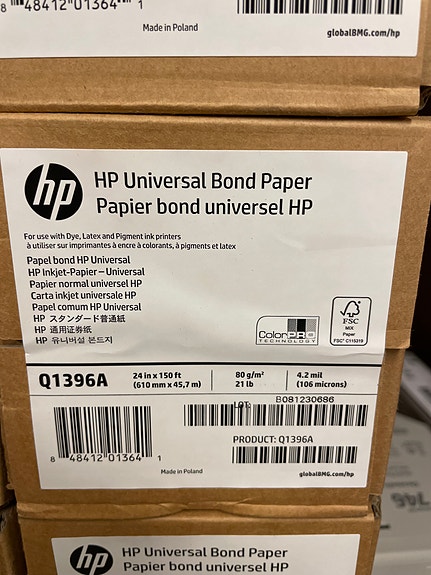 8 48412 01364 1
Made in Poland
globalBMG.com/hp
hp
HP Universal Bond Paper
Papier bond universel HP
For use with Dye, Latex and Pigment ink printers
à utiliser sur imprimantes à encre à colorants, à pigments et latex
Papel bond HP Universal
HP Inkjet-Papier – Universal
Papier normal universel HP
Carta inkjet universale HP
Papel comum HP Universal
HP スタンダード普通紙
HP 通用证券纸
HP 유니버설 본드지
ColorPRO
TECHNOLOGY
FSC
MIX
Paper
FSC® C115319
Q1396A
24 in x 150 ft
(610 mm x 45,7 m)
80 g/m²
21 lb
4.2 mil
(106 microns)
LOT: B081230686
PRODUCT: Q1396A
8 48412 01364 1
Made in Poland
globalBMG.com/hp
746
hp
HP Universal Bond Paper
Papier bond universel HP